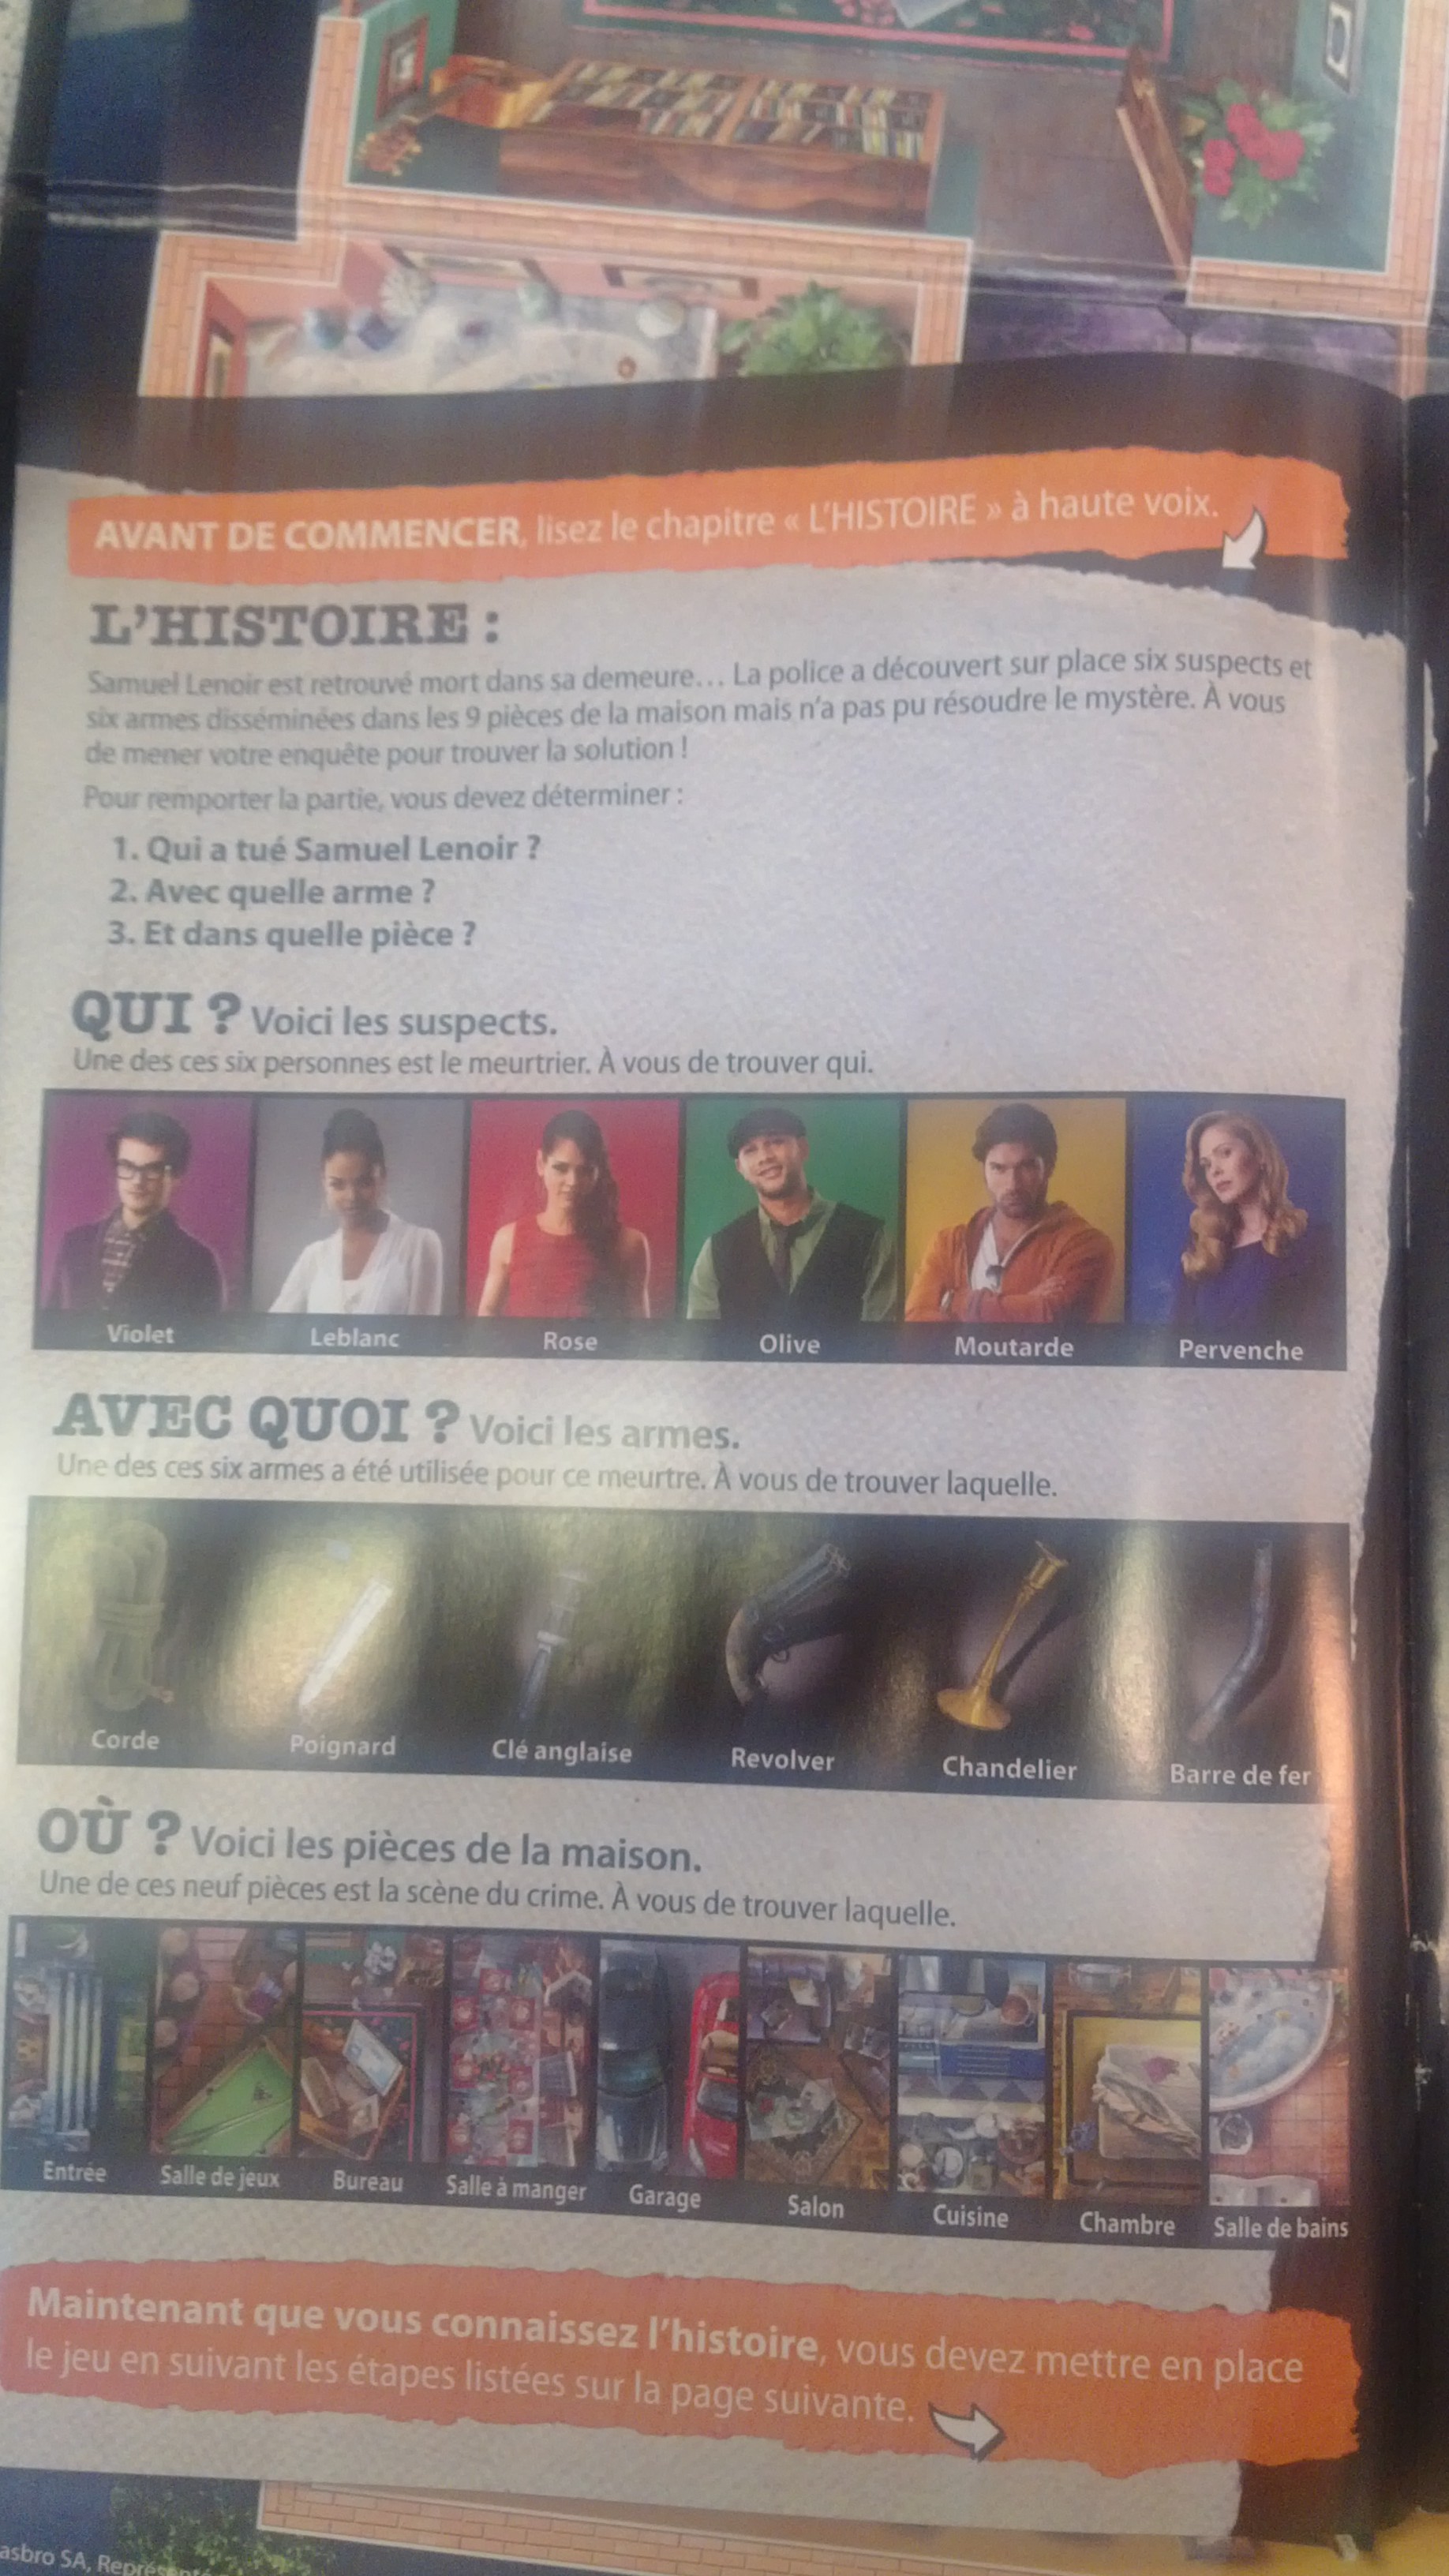 AVANT DE COMMENCER, lisez le chapitre « L'HISTOIRE » à haute voix.
L'HISTOIRE :
Samuel Lenoir est retrouvé mort dans sa demeure... La police a découvert sur place six suspects et
six armes disséminées dans les 9 pièces de la maison mais n'a pas pu résoudre le mystère. À vous
de mener votre enquête pour trouver la solution !
Pour remporter la partie, vous devez déterminer :
1. Qui a tué Samuel Lenoir ?
2. Avec quelle arme ?
3. Et dans quelle pièce ?
QUI ? Voici les suspects.
Une des ces six personnes est le meurtrier. À vous de trouver qui.
Violet Leblanc Rose Olive Moutarde Pervenche
AVEC QUOI ? Voici les armes.
Une des ces six armes a été utilisée pour ce meurtre. À vous de trouver laquelle.
Corde Poignard Clé anglaise Revolver Chandelier Barre de fer
OÙ ? Voici les pièces de la maison.
Une de ces neuf pièces est la scène du crime. À vous de trouver laquelle.
Entrée Salle de jeux Bureau Salle à manger Garage Salon Cuisine Chambre Salle de bains
Maintenant que vous connaissez l'histoire, vous devez mettre en place
le jeu en suivant les étapes listées sur la page suivante.
asbro SA,